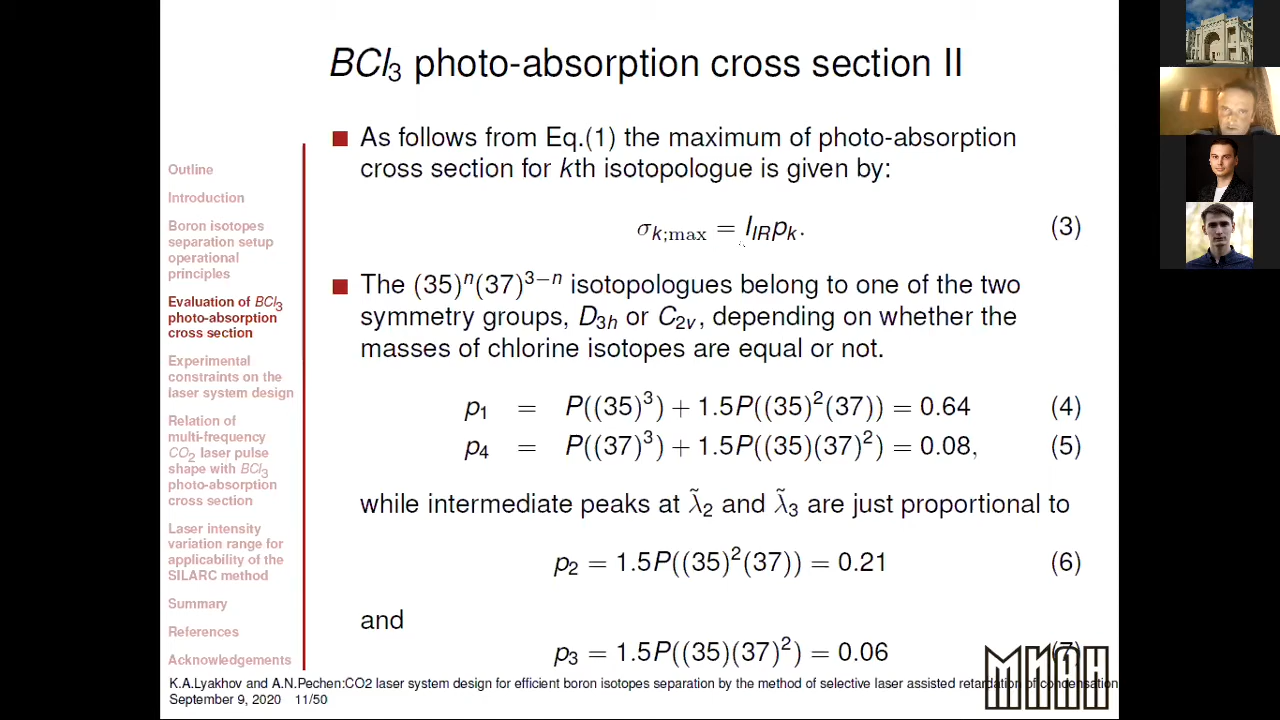 BCl3 photo-absorption cross section II
Outline
Introduction
Boron isotopes
separation setup
operational
principles
Evaluation of BCl3
photo-absorption
cross section
Experimental
constraints on the
laser system design
Relation of
multi-frequency
CO2 laser pulse
shape with BCl3
photo-absorption
cross section
Laser intensity
variation range for
applicability of the
SILARC method
Summary
References
Acknowledgements
As follows from Eq.(1) the maximum of photo-absorption
cross section for kth isotopologue is given by:
σk;max = IIRpk. (3)
The (35)^n(37)^3−n isotopologues belong to one of the two
symmetry groups, D3h or C2v, depending on whether the
masses of chlorine isotopes are equal or not.
p1 = P((35)^3) + 1.5P((35)^2(37)) = 0.64 (4)
p4 = P((37)^3) + 1.5P((35)(37)^2) = 0.08, (5)
while intermediate peaks at λ̃2 and λ̃3 are just proportional to
p2 = 1.5P((35)^2(37)) = 0.21 (6)
and
p3 = 1.5P((35)(37)^2) = 0.06 (7)
МИАН
K.A.Lyakhov and A.N.Pechen:CO2 laser system design for efficient boron isotopes separation by the method of selective laser assisted retardation of condensation
September 9, 2020 11/50